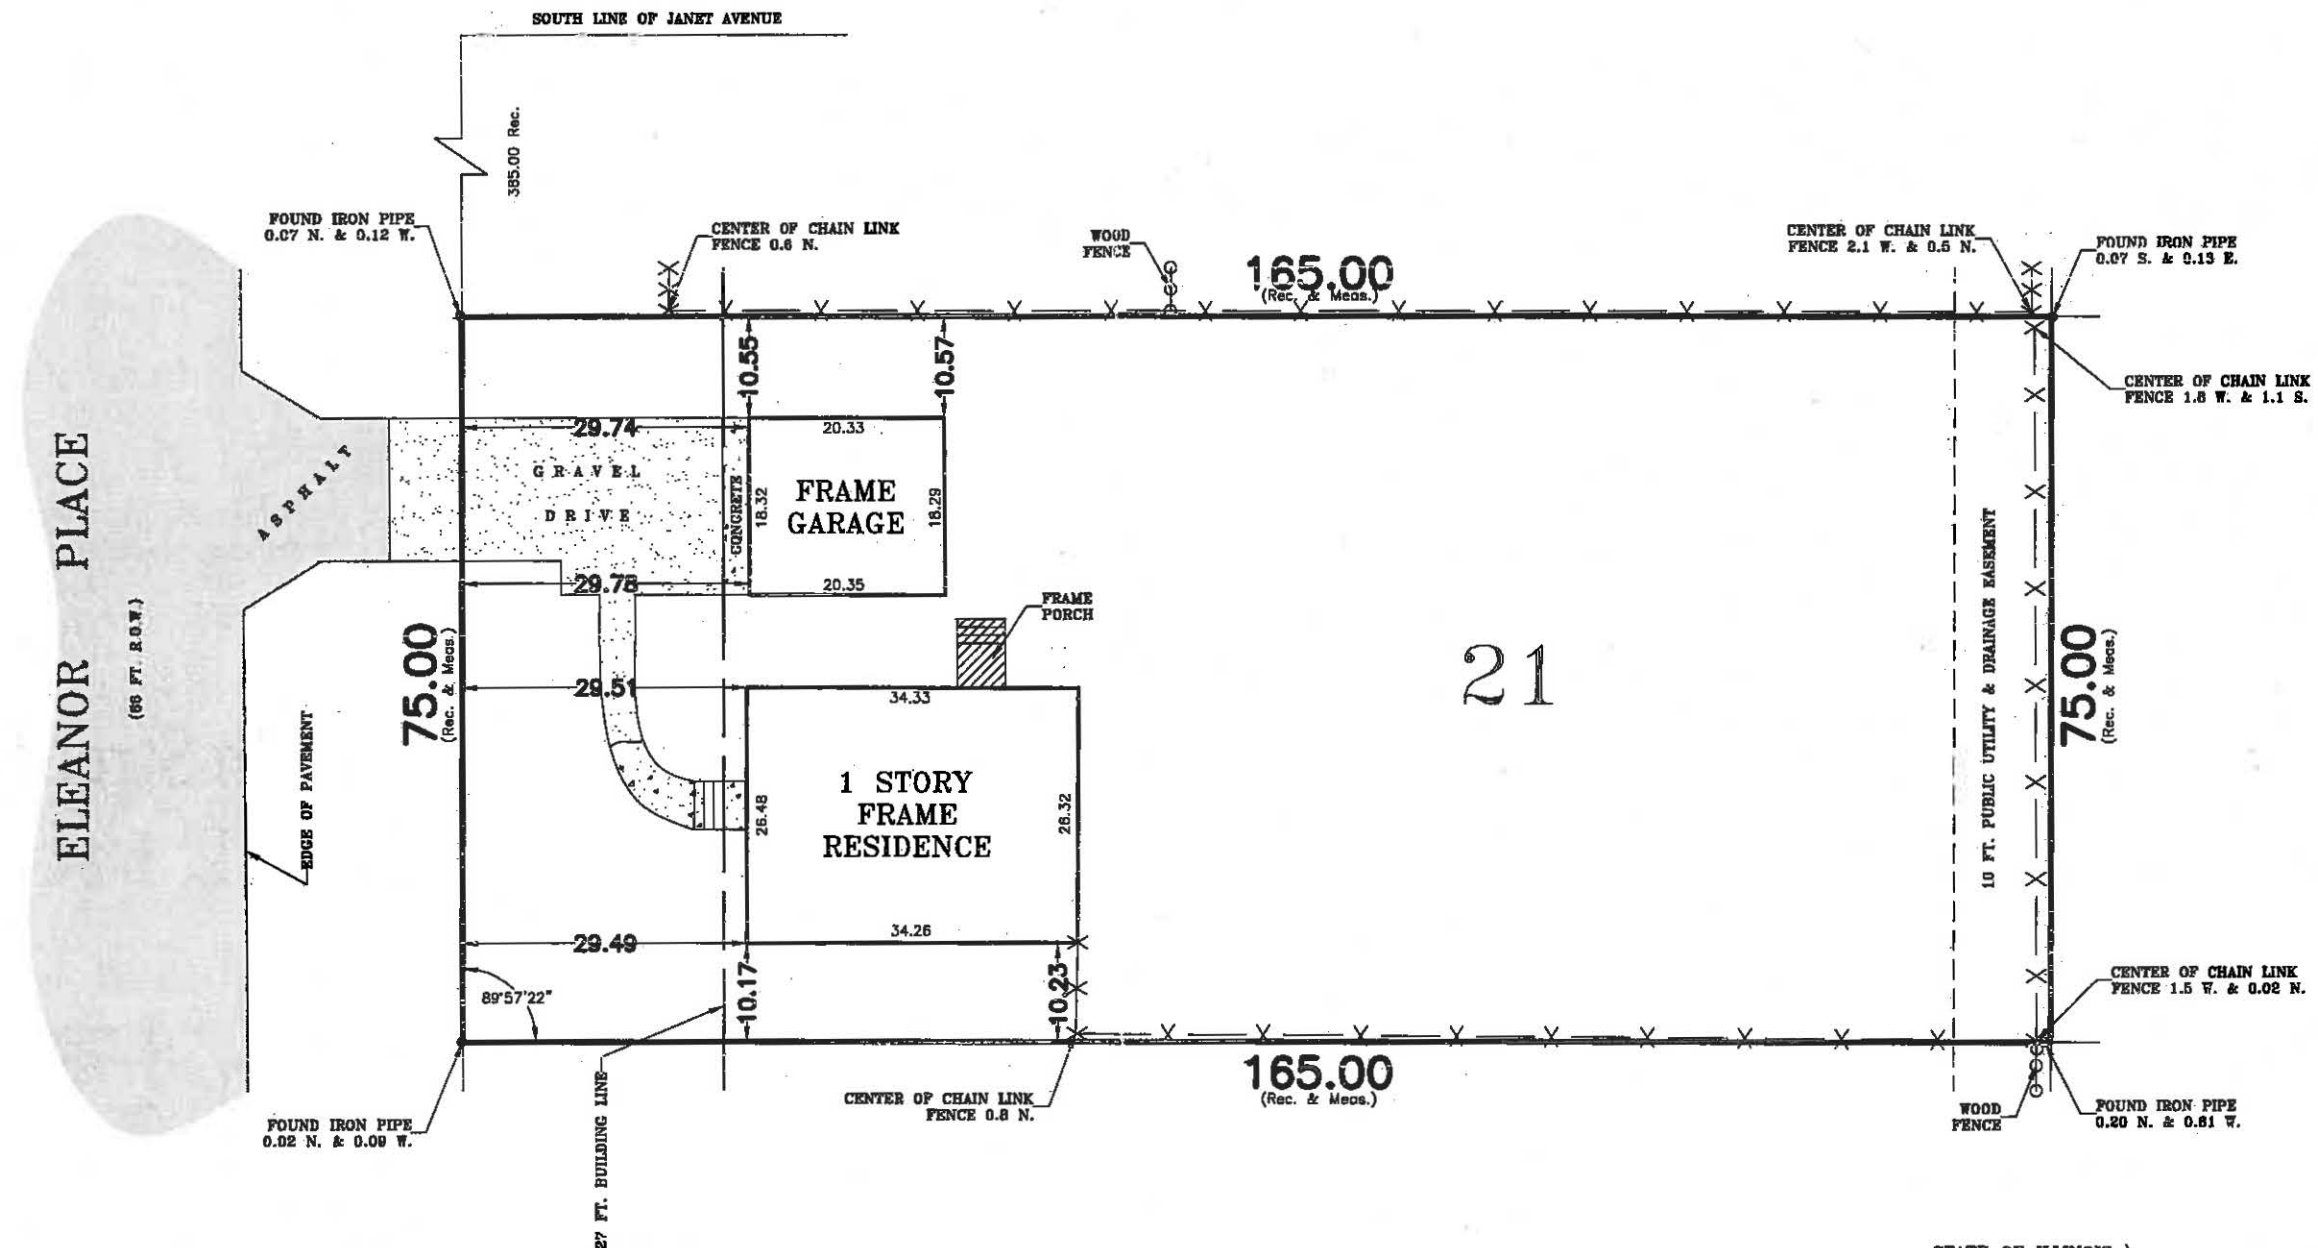 SOUTH LINE OF JANET AVENUE
385.00 Rec.
FOUND IRON PIPE
0.07 N. & 0.12 W.
CENTER OF CHAIN LINK
FENCE 0.6 N.
WOOD
FENCE
165.00
(Rec. & Meas.)
CENTER OF CHAIN LINK
FENCE 2.1 W. & 0.5 N.
FOUND IRON PIPE
0.07 S. & 0.13 E.
CENTER OF CHAIN LINK
FENCE 1.8 W. & 1.1 S.
10.55
10.57
29.74
20.33
GRAVEL
DRIVE
CONCRETE
18.32
FRAME
GARAGE
18.29
ASPHALT
ELEANOR PLACE
(66 FT. R.O.W.)
29.78
20.35
FRAME
PORCH
75.00
(Rec. & Meas.)
29.51
34.33
21
10 FT. PUBLIC UTILITY & DRAINAGE EASEMENT
75.00
(Rec. & Meas.)
EDGE OF PAVEMENT
26.48
1 STORY
FRAME
RESIDENCE
26.32
29.49
34.26
10.17
10.23
89°57'22"
CENTER OF CHAIN LINK
FENCE 1.5 W. & 0.02 N.
165.00
(Rec. & Meas.)
CENTER OF CHAIN LINK
FENCE 0.8 N.
27 FT. BUILDING LINE
FOUND IRON PIPE
0.02 N. & 0.09 W.
WOOD
FENCE
FOUND IRON PIPE
0.20 N. & 0.61 W.